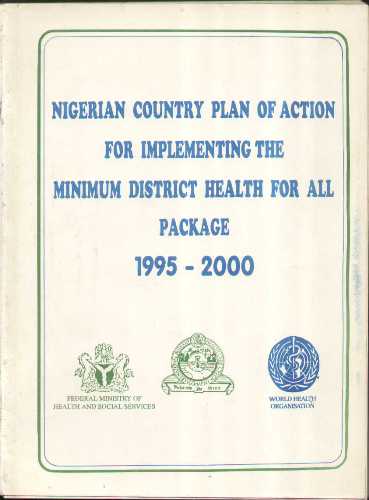 NIGERIAN COUNTRY PLAN OF ACTION
FOR IMPLEMENTING THE
MINIMUM DISTRICT HEALTH FOR ALL
PACKAGE
1995 - 2000
FEDERAL MINISTRY OF
HEALTH AND SOCIAL SERVICES
WORLD HEALTH
ORGANISATION